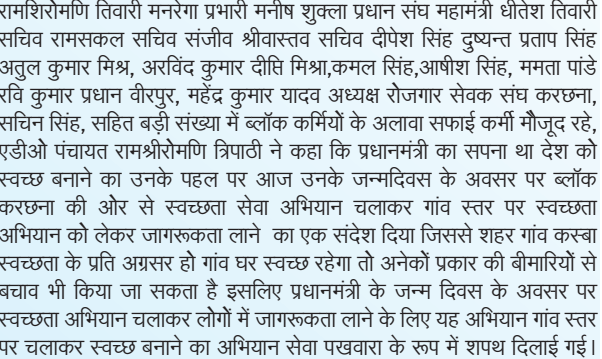 रामशिरोमणि तिवारी मनरेगा प्रभारी मनीष शुक्ला प्रधान संघ महामंत्री धीतेश तिवारी
सचिव रामसकल सचिव संजीव श्रीवास्तव सचिव दीपेश सिंह दुष्यन्त प्रताप सिंह
अतुल कुमार मिश्र, अरविंद कुमार दीप्ति मिश्रा,कमल सिंह,आषीश सिंह, ममता पांडे
रवि कुमार प्रधान वीरपुर, महेंद्र कुमार यादव अध्यक्ष रोजगार सेवक संघ करछना,
सचिन सिंह, सहित बड़ी संख्या में ब्लॉक कर्मियों के अलावा सफाई कर्मी मौजूद रहे,
एडीओ पंचायत रामश्रीरोमणि त्रिपाठी ने कहा कि प्रधानमंत्री का सपना था देश को
स्वच्छ बनाने का उनके पहल पर आज उनके जन्मदिवस के अवसर पर ब्लॉक
करछना की ओर से स्वच्छता सेवा अभियान चलाकर गांव स्तर पर स्वच्छता
अभियान को लेकर जागरूकता लाने का एक संदेश दिया जिससे शहर गांव कस्बा
स्वच्छता के प्रति अग्रसर हो गांव घर स्वच्छ रहेगा तो अनेकों प्रकार की बीमारियों से
बचाव भी किया जा सकता है इसलिए प्रधानमंत्री के जन्म दिवस के अवसर पर
स्वच्छता अभियान चलाकर लोगों में जागरूकता लाने के लिए यह अभियान गांव स्तर
पर चलाकर स्वच्छ बनाने का अभियान सेवा पखवारा के रूप में शपथ दिलाई गई।